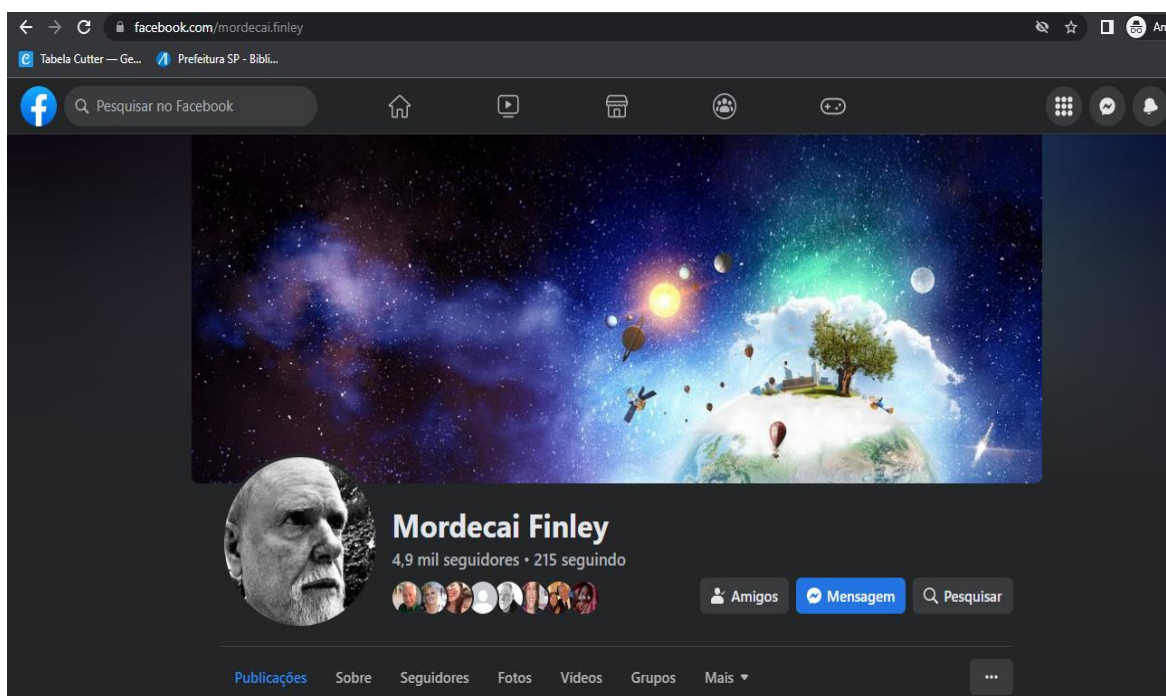 facebook.com/mordecai.finley
An
Tabela Cutter — Ge... Prefeitura SP - Bibli...
Pesquisar no Facebook
Mordecai Finley
4,9 mil seguidores • 215 seguindo
Amigos Mensagem Pesquisar
Publicações Sobre Seguidores Fotos Vídeos Grupos Mais